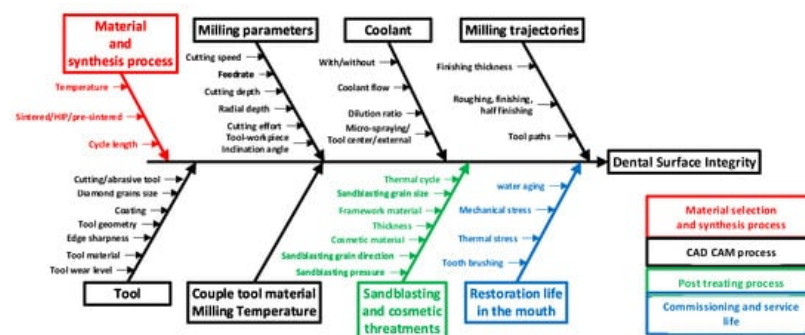 Material
and
synthesis process
Milling parameters
Coolant
Milling trajectories
Temperature
Sintered/HIP/pre-sintered
Cycle length
Cutting speed
Feedrate
Cutting depth
Radial depth
Cutting effort
Tool-workpiece
Inclination angle
With/without
Coolant flow
Dilution ratio
Micro-spraying/
Tool center/external
Finishing thickness
Roughing, finishing,
half finishing
Tool paths
Dental Surface Integrity
Cutting/abrasive tool
Diamond grains size
Coating
Tool geometry
Edge sharpness
Tool material
Tool wear level
Thermal cycle
Sandblasting grain size
Framework material
Thickness
Cosmetic material
Sandblasting grain direction
Sandblasting pressure
water aging
Mechanical stress
Thermal stress
Tooth brushing
Tool
Couple tool material
Milling Temperature
Sandblasting
and cosmetic
threatments
Restoration life
in the mouth
Material selection
and synthesis process
CAD CAM process
Post treating process
Commissioning and service
life